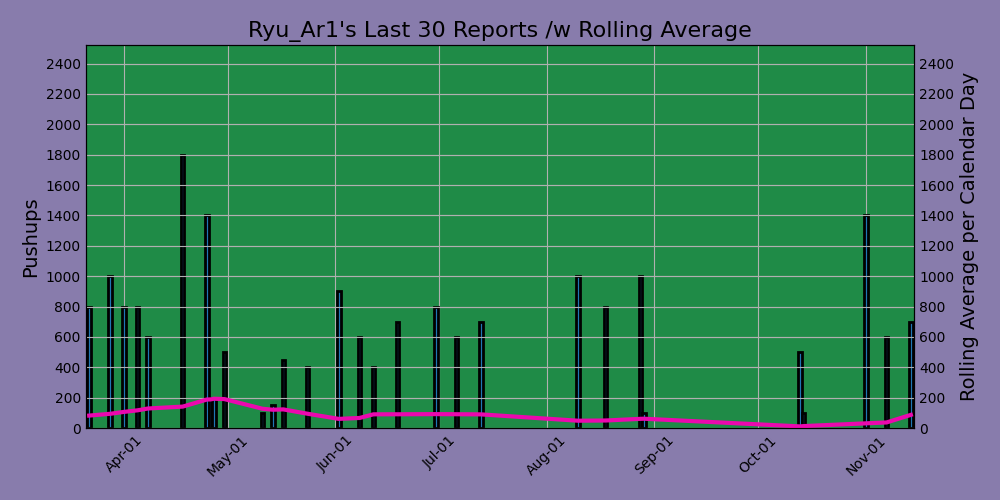 Ryu_Ar1's Last 30 Reports /w Rolling Average
Pushups
2400
2200
2000
1800
1600
1400
1200
1000
800
600
400
200
0
2400
2200
2000
1800
1600
1400
1200
1000
800
600
400
200
0
Rolling Average per Calendar Day
Apr-01
May-01
Jun-01
Jul-01
Aug-01
Sep-01
Oct-01
Nov-01